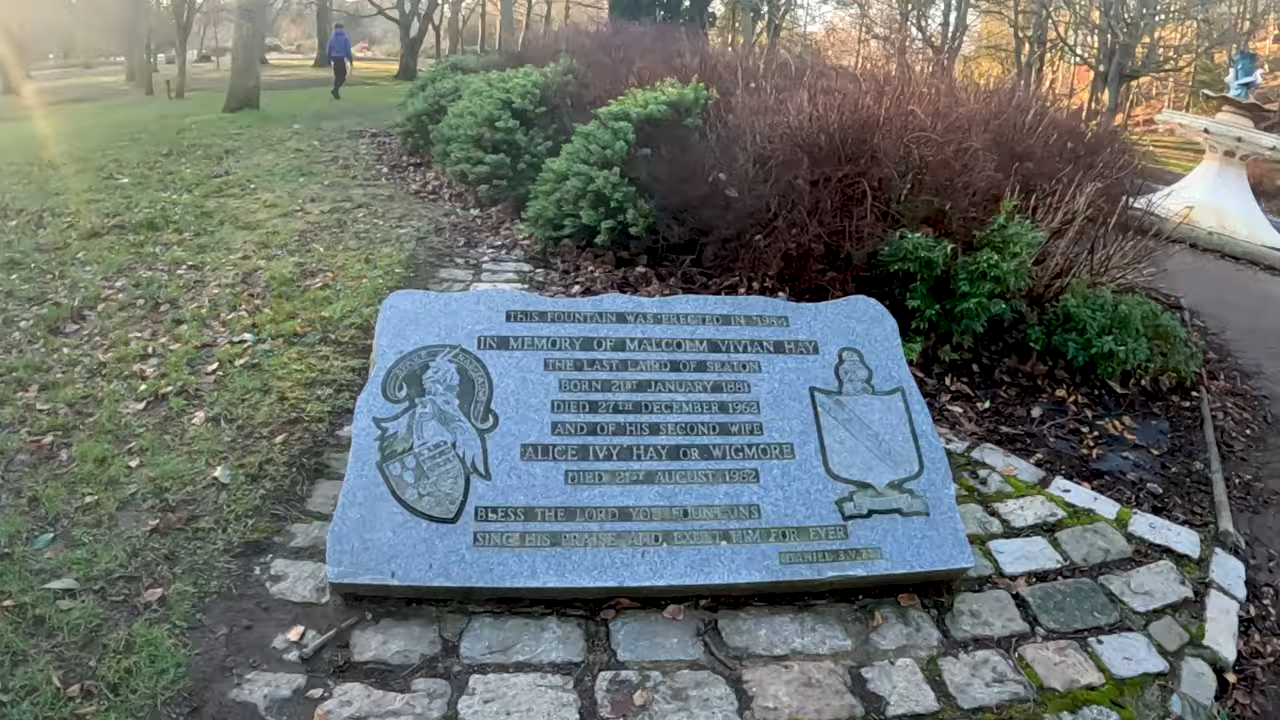 THIS FOUNTAIN WAS ERECTED IN 1984
IN MEMORY OF MALCOLM VIVIAN HAY
THE LAST LAIRD OF SEATON
BORN 21ST JANUARY 1881
DIED 27TH DECEMBER 1962
AND OF HIS SECOND WIFE
ALICE IVY HAY OR WIGMORE
DIED 21ST AUGUST 1982
BLESS THE LORD YOU FOUNTAINS
SING HIS PRAISE AND EXALT HIM FOR EVER
DANIEL 3.V.